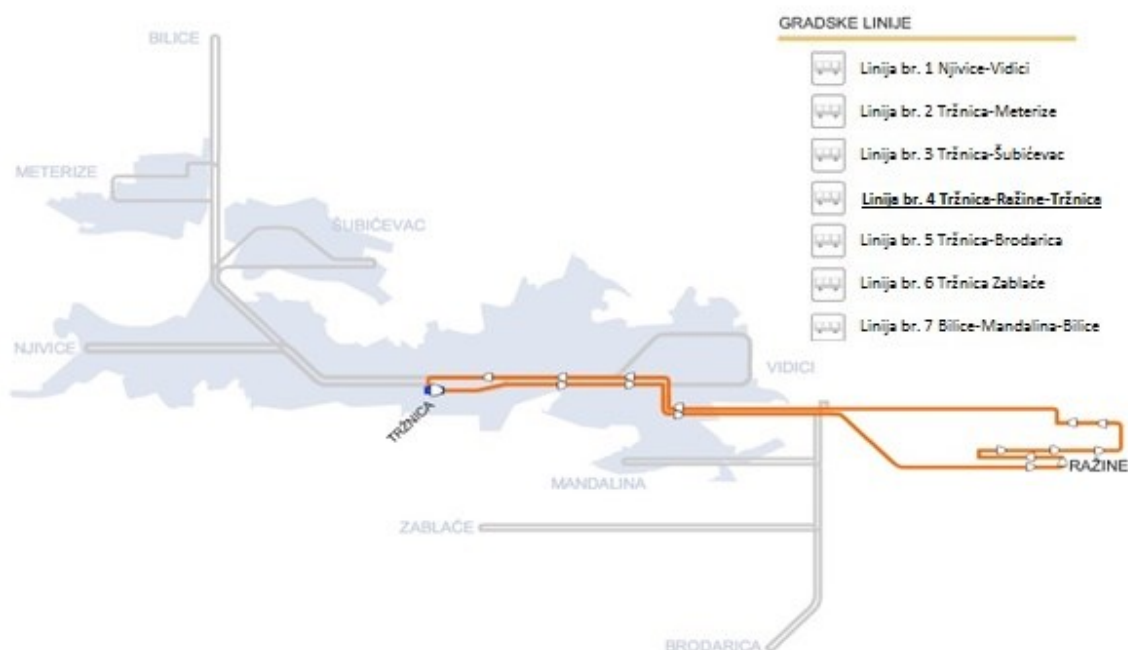 GRADSKE LINIJE
Linija br. 1 Njivice-Vidici
Linija br. 2 Tržnica-Meterize
Linija br. 3 Tržnica-Šubićevac
Linija br. 4 Tržnica-Ražine-Tržnica
Linija br. 5 Tržnica-Brodarica
Linija br. 6 Tržnica Zablaće
Linija br. 7 Bilice-Mandalina-Bilice
BILICE
METERIZE
ŠUBIĆEVAC
NJIVICE
VIDICI
TRŽNICA
RAŽINE
MANDALINA
ZABLAĆE
BRODARICA